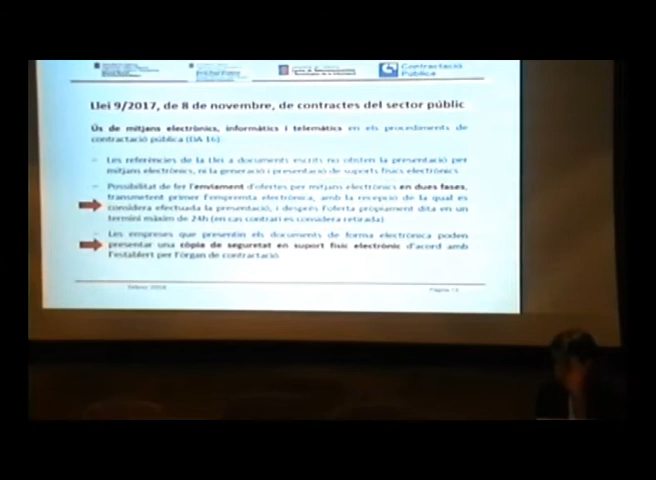 Contractació
Pública
Llei 9/2017, de 8 de novembre, de contractes del sector públic
Ús de mitjans electrònics, informàtics i telemàtics en els procediments de
contractació pública (DA 16)
– Les referències de la Llei a documents escrits no obsten la presentació per
mitjans electrònics, ni la generació i presentació de suports físics electrònics
– Possibilitat de fer l'enviament d'ofertes per mitjans electrònics en dues fases,
transmetent primer l'empremta electrònica, amb la recepció de la qual es
considera efectuada la presentació, i després l'oferta pròpiament dita en un
termini màxim de 24h (en cas contrari es considera retirada)
– Les empreses que presentin els documents de forma electrònica poden
presentar una còpia de seguretat en suport físic electrònic d'acord amb
l'establert per l'òrgan de contractació